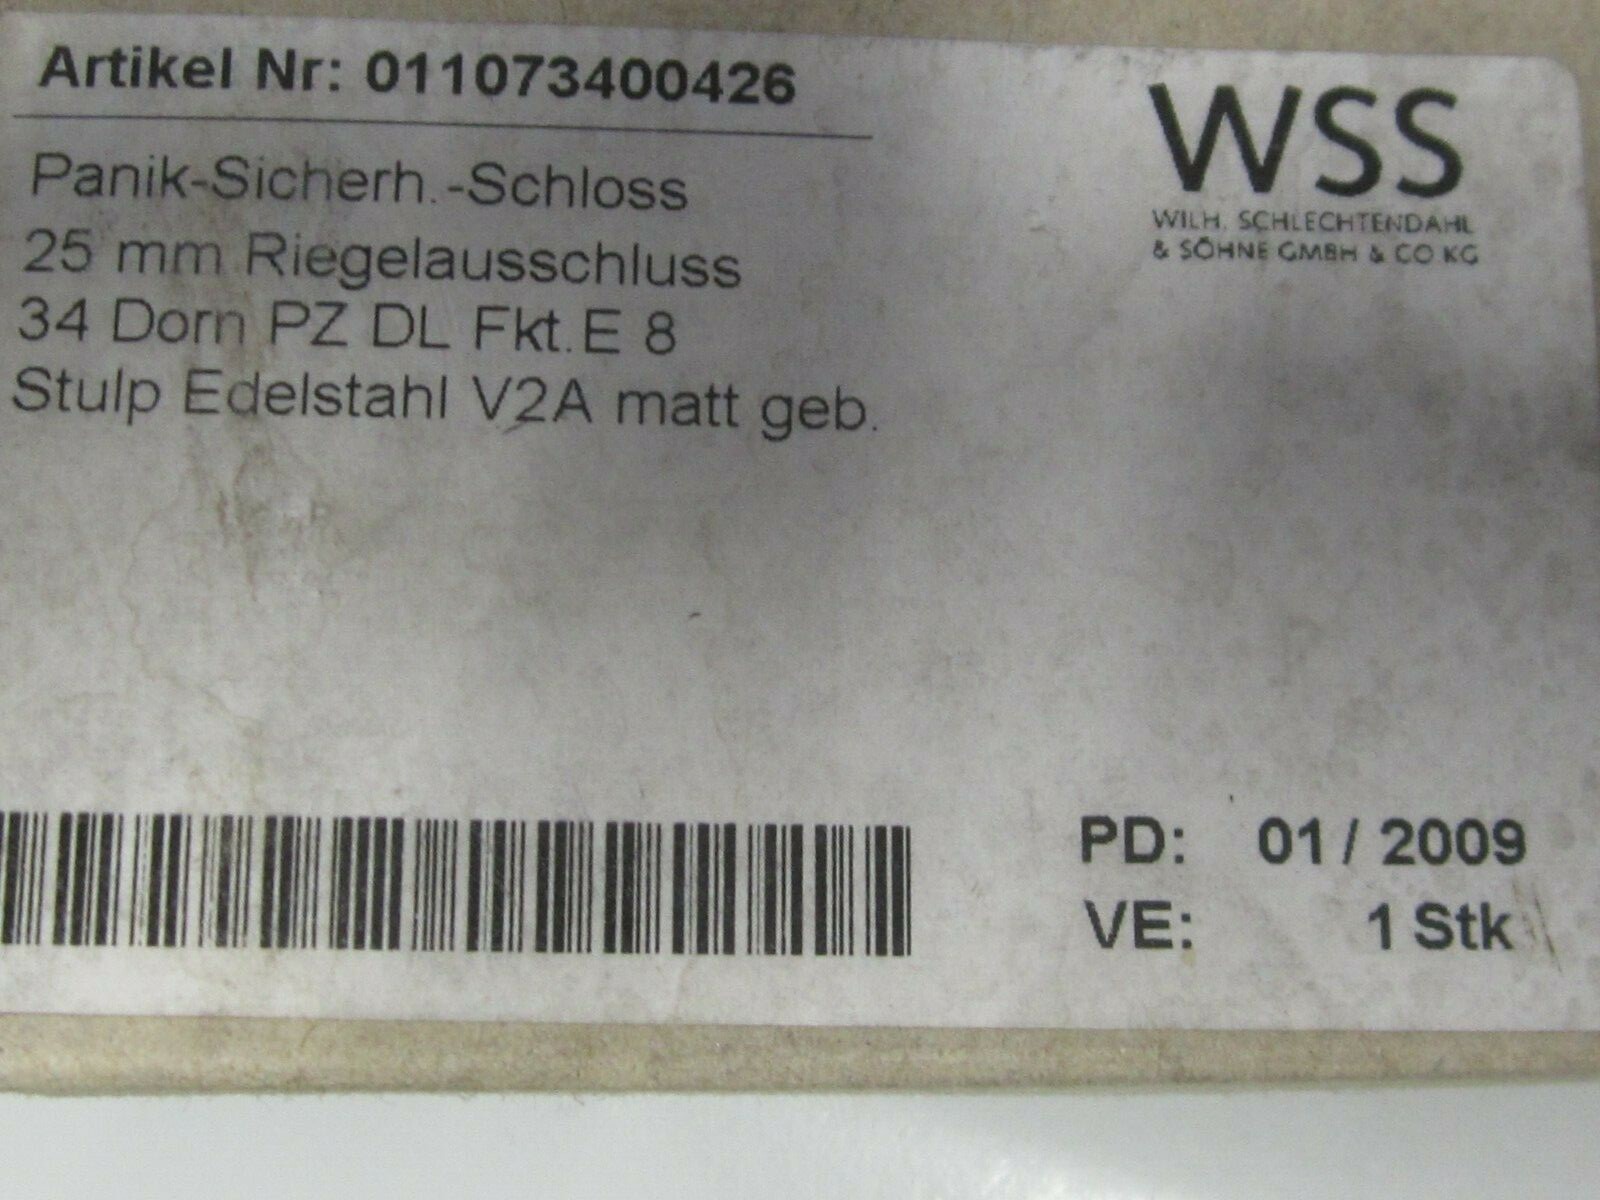 Artikel Nr: 011073400426
Panik-Sicherh.-Schloss
25 mm Riegelausschluss
34 Dorn PZ DL Fkt.E 8
Stulp Edelstahl V2A matt geb.
WSS
WILH. SCHLECHTENDAHL
& SÖHNE GMBH & CO KG
PD: 01 / 2009
VE: 1 Stk